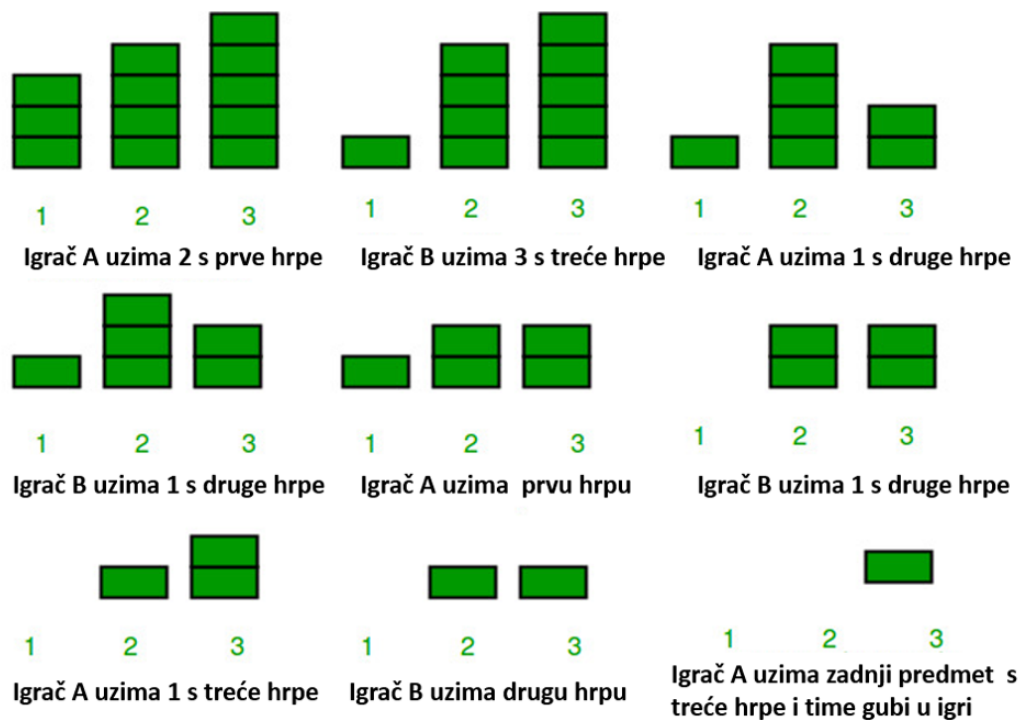 1 2 3
1 2 3
1 2 3
Igrač A uzima 2 s prve hrpe
Igrač B uzima 3 s treće hrpe
Igrač A uzima 1 s druge hrpe
1 2 3
1 2 3
1 2 3
Igrač B uzima 1 s druge hrpe
Igrač A uzima prvu hrpu
Igrač B uzima 1 s druge hrpe
1 2 3
1 2 3
1 2 3
Igrač A uzima 1 s treće hrpe
Igrač B uzima drugu hrpu
Igrač A uzima zadnji predmet s
treće hrpe i time gubi u igri